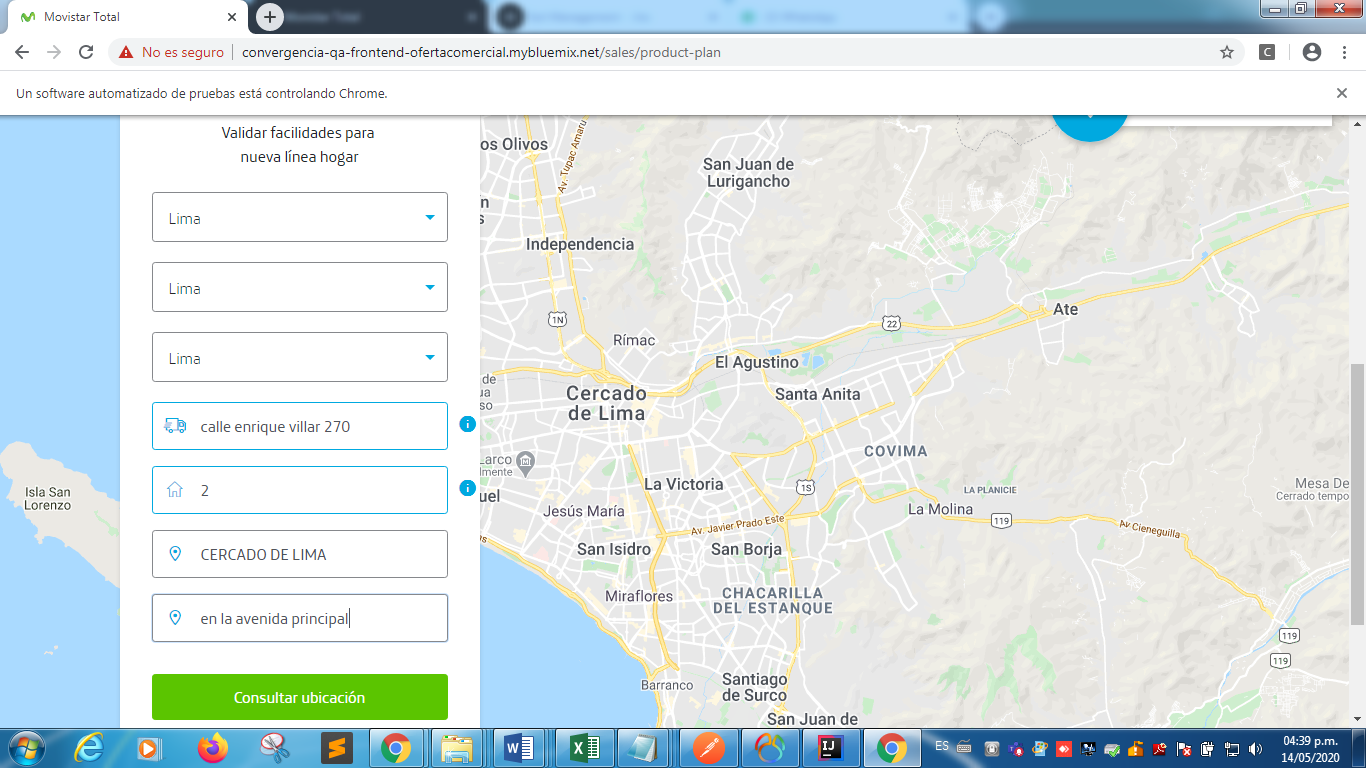 Movistar Total
Movistar Total
No es seguro
convergencia-qa-frontend-ofertacomercial.mybluemix.net/sales/product-plan
C
Un software automatizado de pruebas está controlando Chrome.
Validar facilidades para
nueva línea hogar
Lima
Lima
Lima
calle enrique villar 270
i
2
i
CERCADO DE LIMA
en la avenida principal
Consultar ubicación
Isla San
Lorenzo
os Olivos
Av. Túpac Amaru
San Juan de
Lurigancho
Independencia
1N
22
Ate
Rímac
El Agustino
Cercado
de Lima
Santa Anita
COVIMA
Larco
La Victoria
1S
LA PLANICIE
Mesa De
Cerrado tempo
Jesús María
La Molina
119
Av. Javier Prado Este
Av Cieneguilla
San Isidro
San Borja
Miraflores
CHACARILLA
DEL ESTANQUE
119
119
Barranco
Santiago
de Surco
San Juan de
ES
04:39 p.m.
14/05/2020